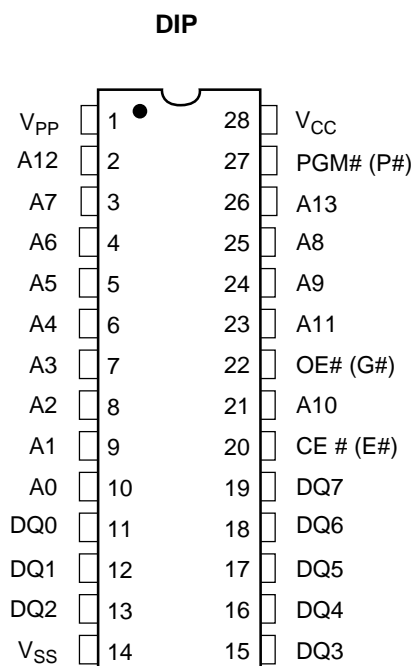 DIP
VPP 1 28 VCC
A12 2 27 PGM# (P#)
A7 3 26 A13
A6 4 25 A8
A5 5 24 A9
A4 6 23 A11
A3 7 22 OE# (G#)
A2 8 21 A10
A1 9 20 CE # (E#)
A0 10 19 DQ7
DQ0 11 18 DQ6
DQ1 12 17 DQ5
DQ2 13 16 DQ4
VSS 14 15 DQ3